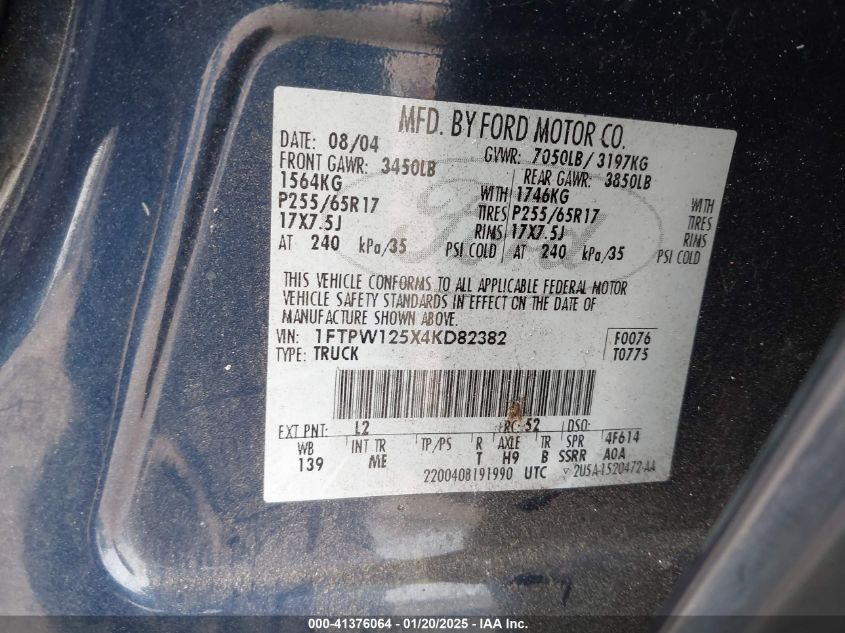 MFD. BY FORD MOTOR CO.
DATE: 08/04 GVWR: 7050LB / 3197KG
FRONT GAWR: 3450LB REAR GAWR: 3850LB
1564KG WITH 1746KG WITH
P255/65R17 TIRES P255/65R17 TIRES
17X7.5J RIMS 17X7.5J RIMS
AT 240 kPa/35 PSI COLD AT 240 kPa/35 PSI COLD
Ford
THIS VEHICLE CONFORMS TO ALL APPLICABLE FEDERAL MOTOR
VEHICLE SAFETY STANDARDS IN EFFECT ON THE DATE OF
MANUFACTURE SHOWN ABOVE.
VIN: 1FTPW125X4KD82382 F0076
TYPE: TRUCK T0775
EXT PNT: L2 RC: 52 DSO:
WB INT TR TP/PS R AXLE TR SPR 4F614
139 ME T H9 B SSRR A0A
2200408191990 UTC 2U5A-1520472-AA
000-41376064 - 01/20/2025 - IAA Inc.